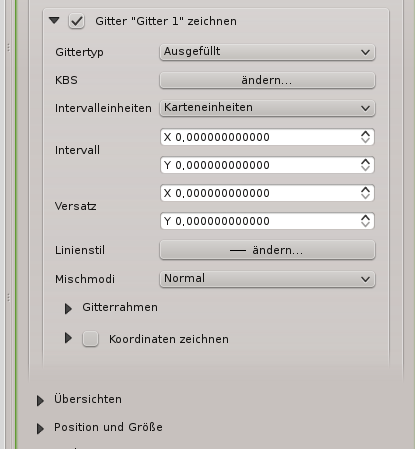 Gitter "Gitter 1" zeichnen
Gittertyp Ausgefüllt
KBS ändern...
Intervalleinheiten Karteneinheiten
X 0,000000000000
Intervall
Y 0,000000000000
X 0,000000000000
Versatz
Y 0,000000000000
Linienstil ändern...
Mischmodi Normal
Gitterrahmen
Koordinaten zeichnen
Übersichten
Position und Größe